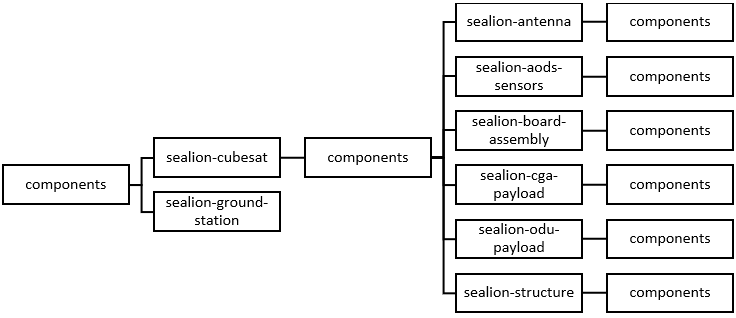 components
sealion-cubesat
sealion-ground-
station
components
sealion-antenna
components
sealion-aods-
sensors
components
sealion-board-
assembly
components
sealion-cga-
payload
components
sealion-odu-
payload
components
sealion-structure
components